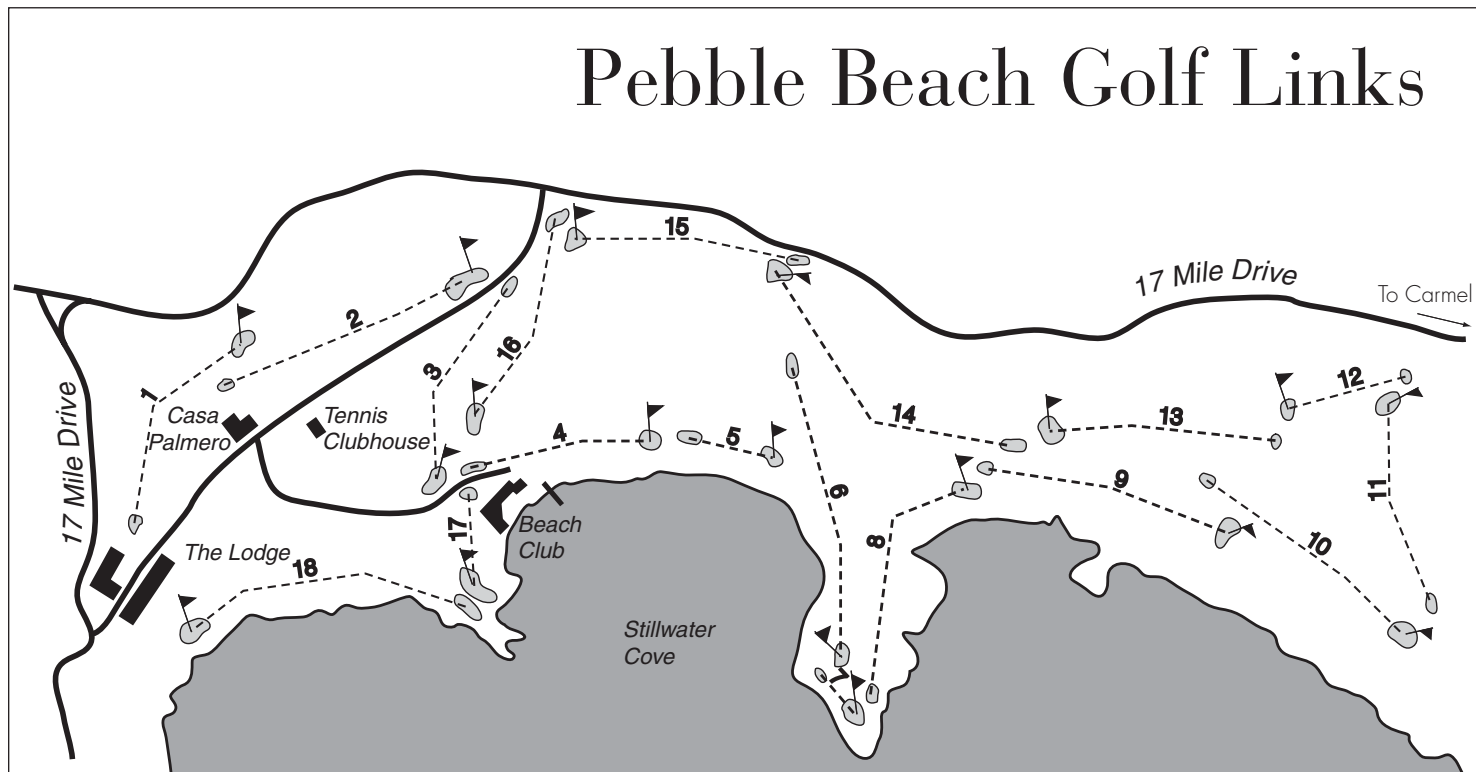 Pebble Beach Golf Links
17 Mile Drive
To Carmel
15
2
16
3
1
12
Casa
Palmero
Tennis
Clubhouse
17 Mile Drive
4
5
14
13
6
9
11
17
Beach
Club
8
10
The Lodge
18
Stillwater
Cove
7